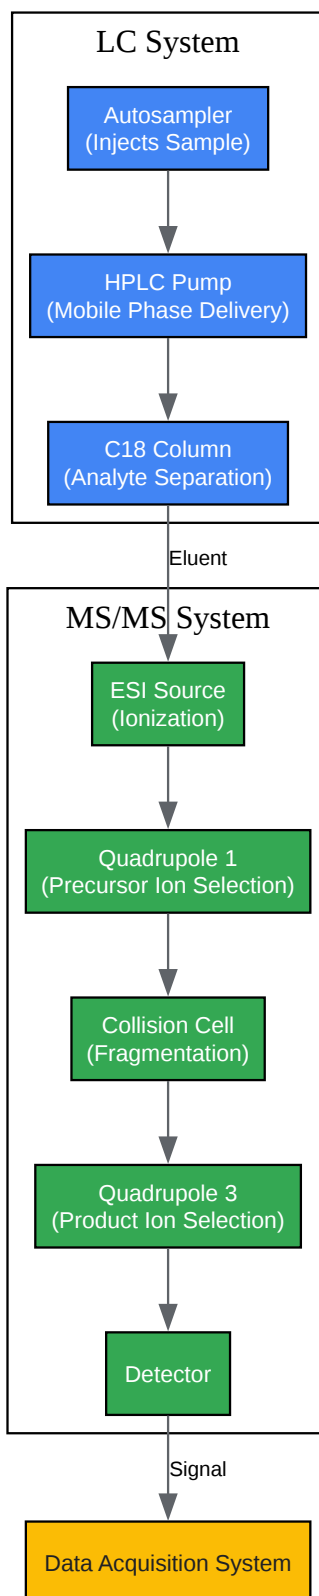 LC System
Autosampler
(Injects Sample)
HPLC Pump
(Mobile Phase Delivery)
C18 Column
(Analyte Separation)
Eluent
MS/MS System
ESI Source
(Ionization)
Quadrupole 1
(Precursor Ion Selection)
Collision Cell
(Fragmentation)
Quadrupole 3
(Product Ion Selection)
Detector
Signal
Data Acquisition System